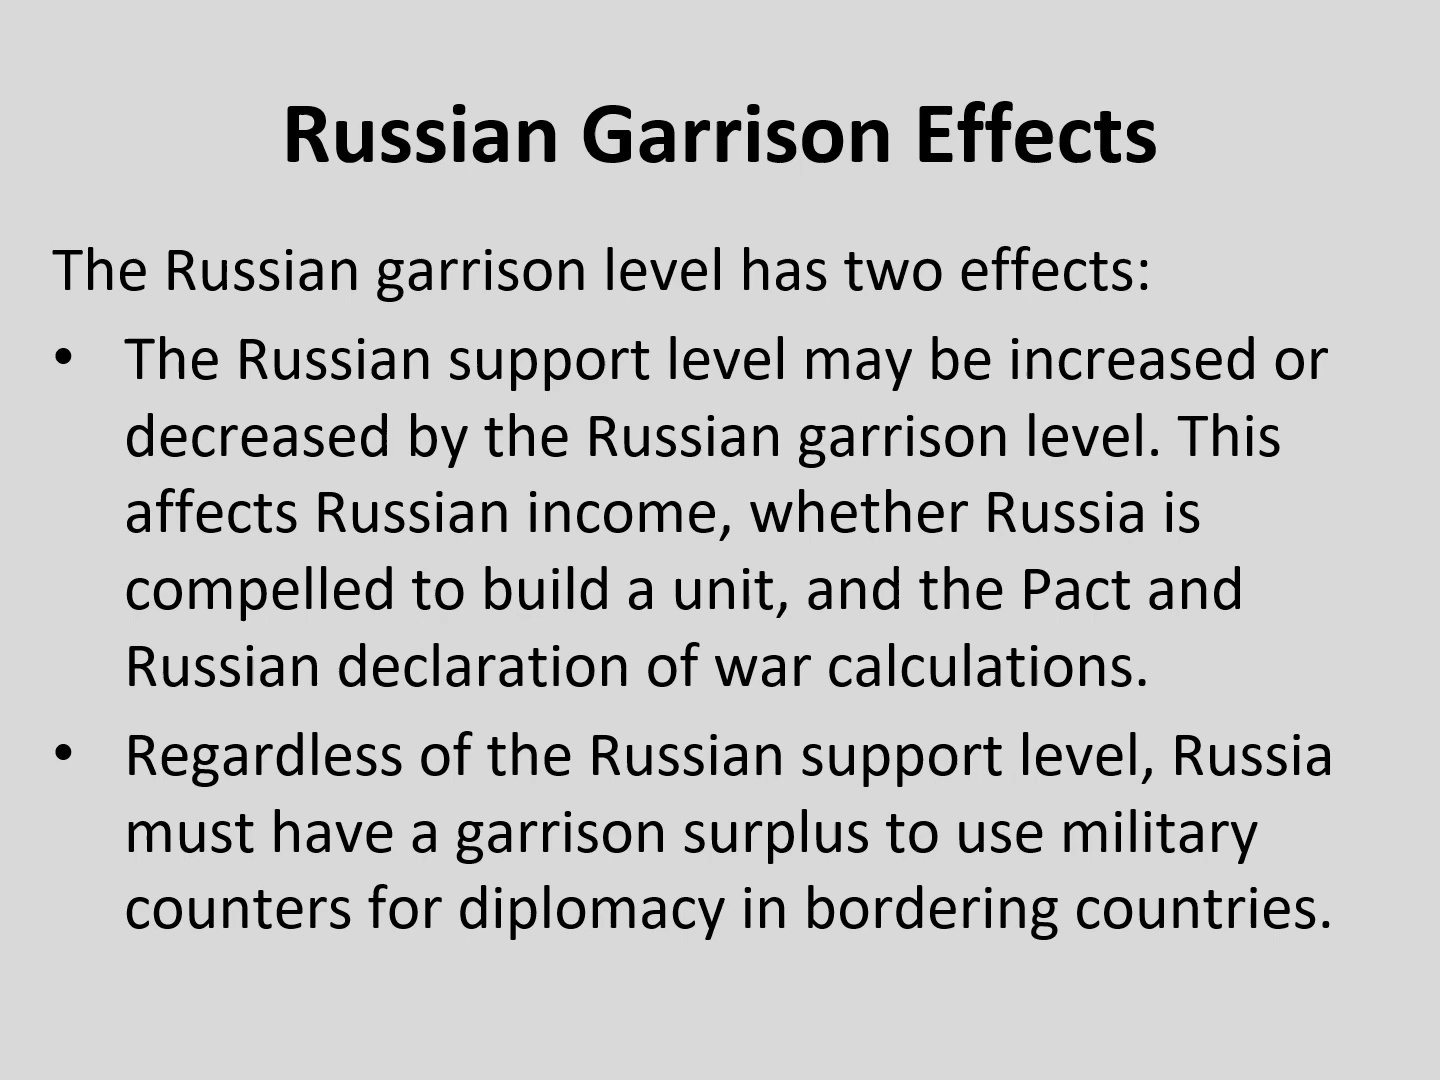 Russian Garrison Effects
The Russian garrison level has two effects:
• The Russian support level may be increased or
decreased by the Russian garrison level. This
affects Russian income, whether Russia is
compelled to build a unit, and the Pact and
Russian declaration of war calculations.
• Regardless of the Russian support level, Russia
must have a garrison surplus to use military
counters for diplomacy in bordering countries.